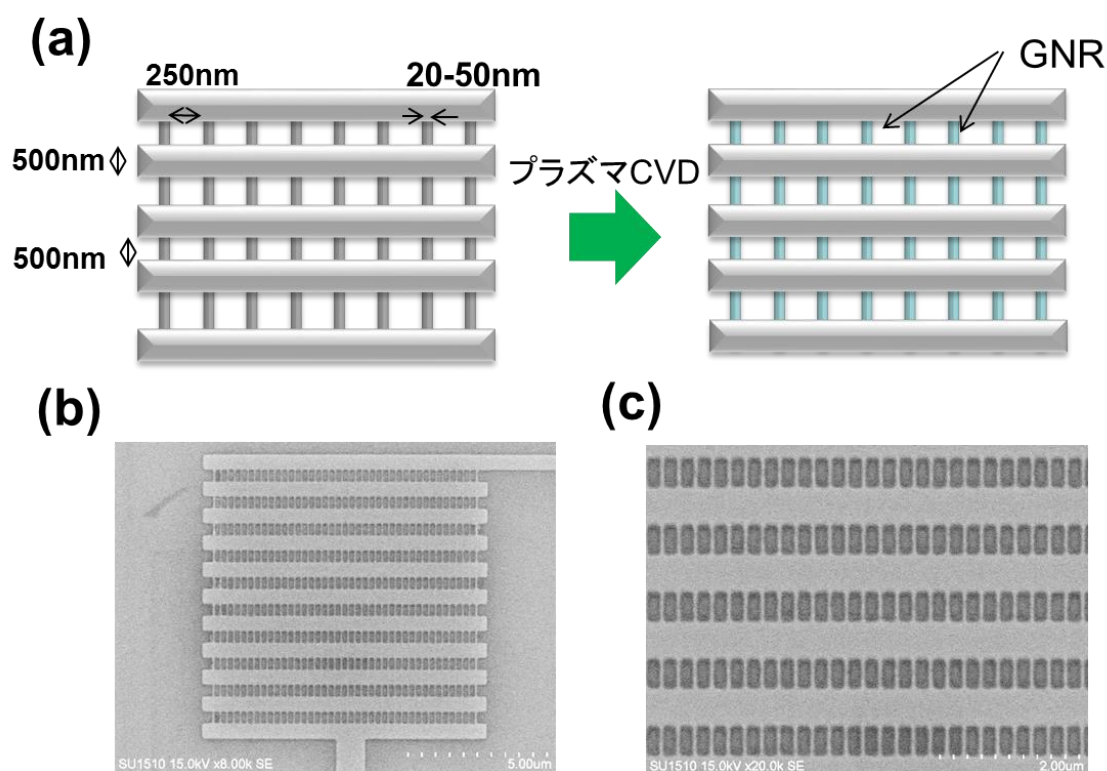 (a)
250nm
20-50nm
GNR
500nm
プラズマCVD
500nm
(b)
(c)
SU1510 15.0kV x8.00k SE
5.00um
SU1510 15.0kV x20.0k SE
2.00um